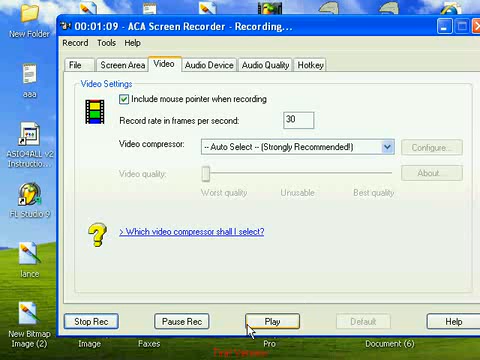 00:01:09 - ACA Screen Recorder - Recording...
Record Tools Help
File Screen Area Video Audio Device Audio Quality Hotkey
Video Settings
Include mouse pointer when recording
Record rate in frames per second: 30
Video compressor: -- Auto Select -- (Strongly Recommended!) Configure...
Video quality: About...
Worst quality Unusable Best quality
> Which video compressor shall I select?
Stop Rec Pause Rec Play Default Help
New Folder
aaa
ASIO4ALL v2
Instructio...
FL Studio 9
lance
New Bitmap
Image (2)
Image Faxes Pro Document (6)